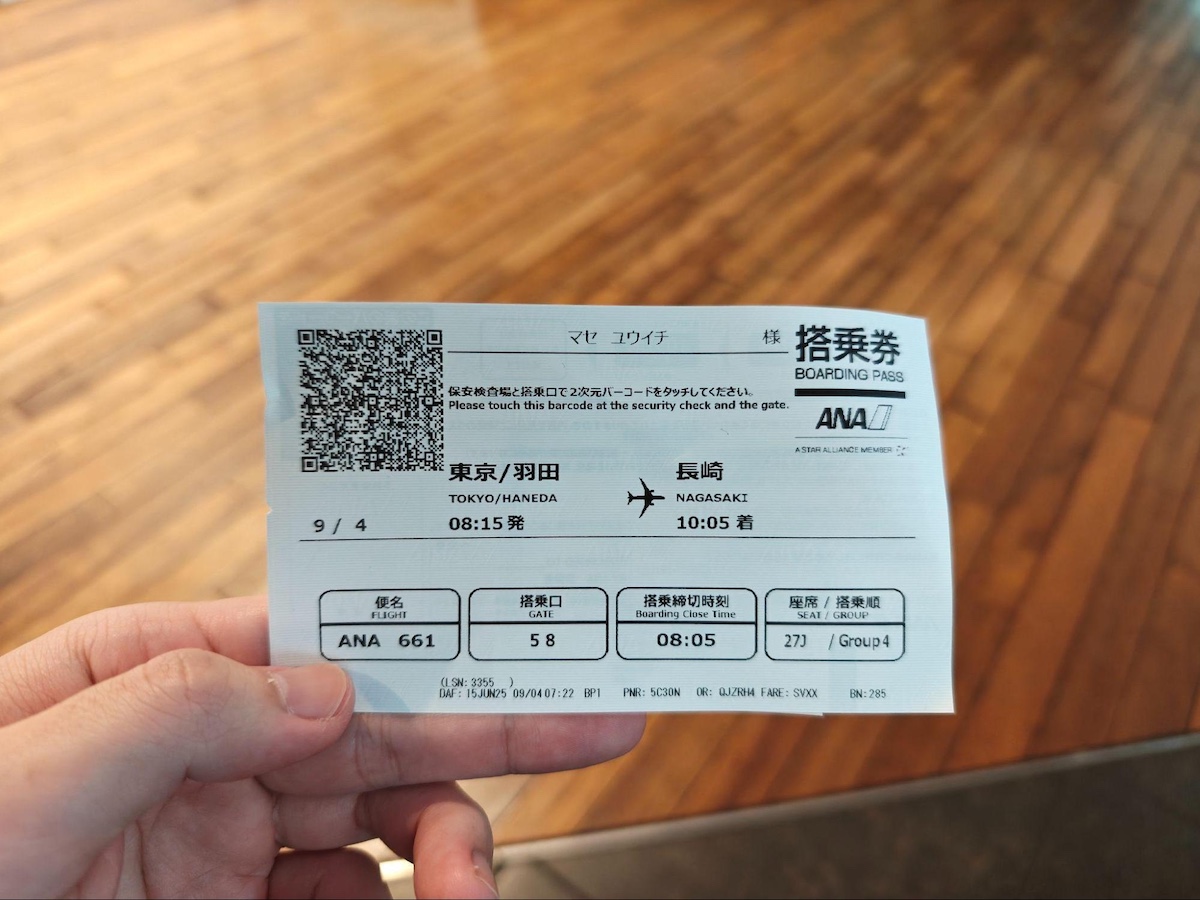 マセ ユウイチ 様
搭乗券
BOARDING PASS
保安検査場と搭乗口で2次元バーコードをタッチしてください。
Please touch this barcode at the security check and the gate.
ANA
A STAR ALLIANCE MEMBER
東京/羽田 長崎
TOKYO/HANEDA NAGASAKI
9/ 4 08:15発 10:05着
便名 搭乗口 搭乗締切時刻 座席 / 搭乗順
FLIGHT GATE Boarding Close Time SEAT / GROUP
ANA 661 58 08:05 27J / Group4
(LSN: 3355 )
DAF: 15JUN25 09/04 07:22 BP1 PNR: 5C30N OR: QJZRH4 FARE: SVXX BN:285